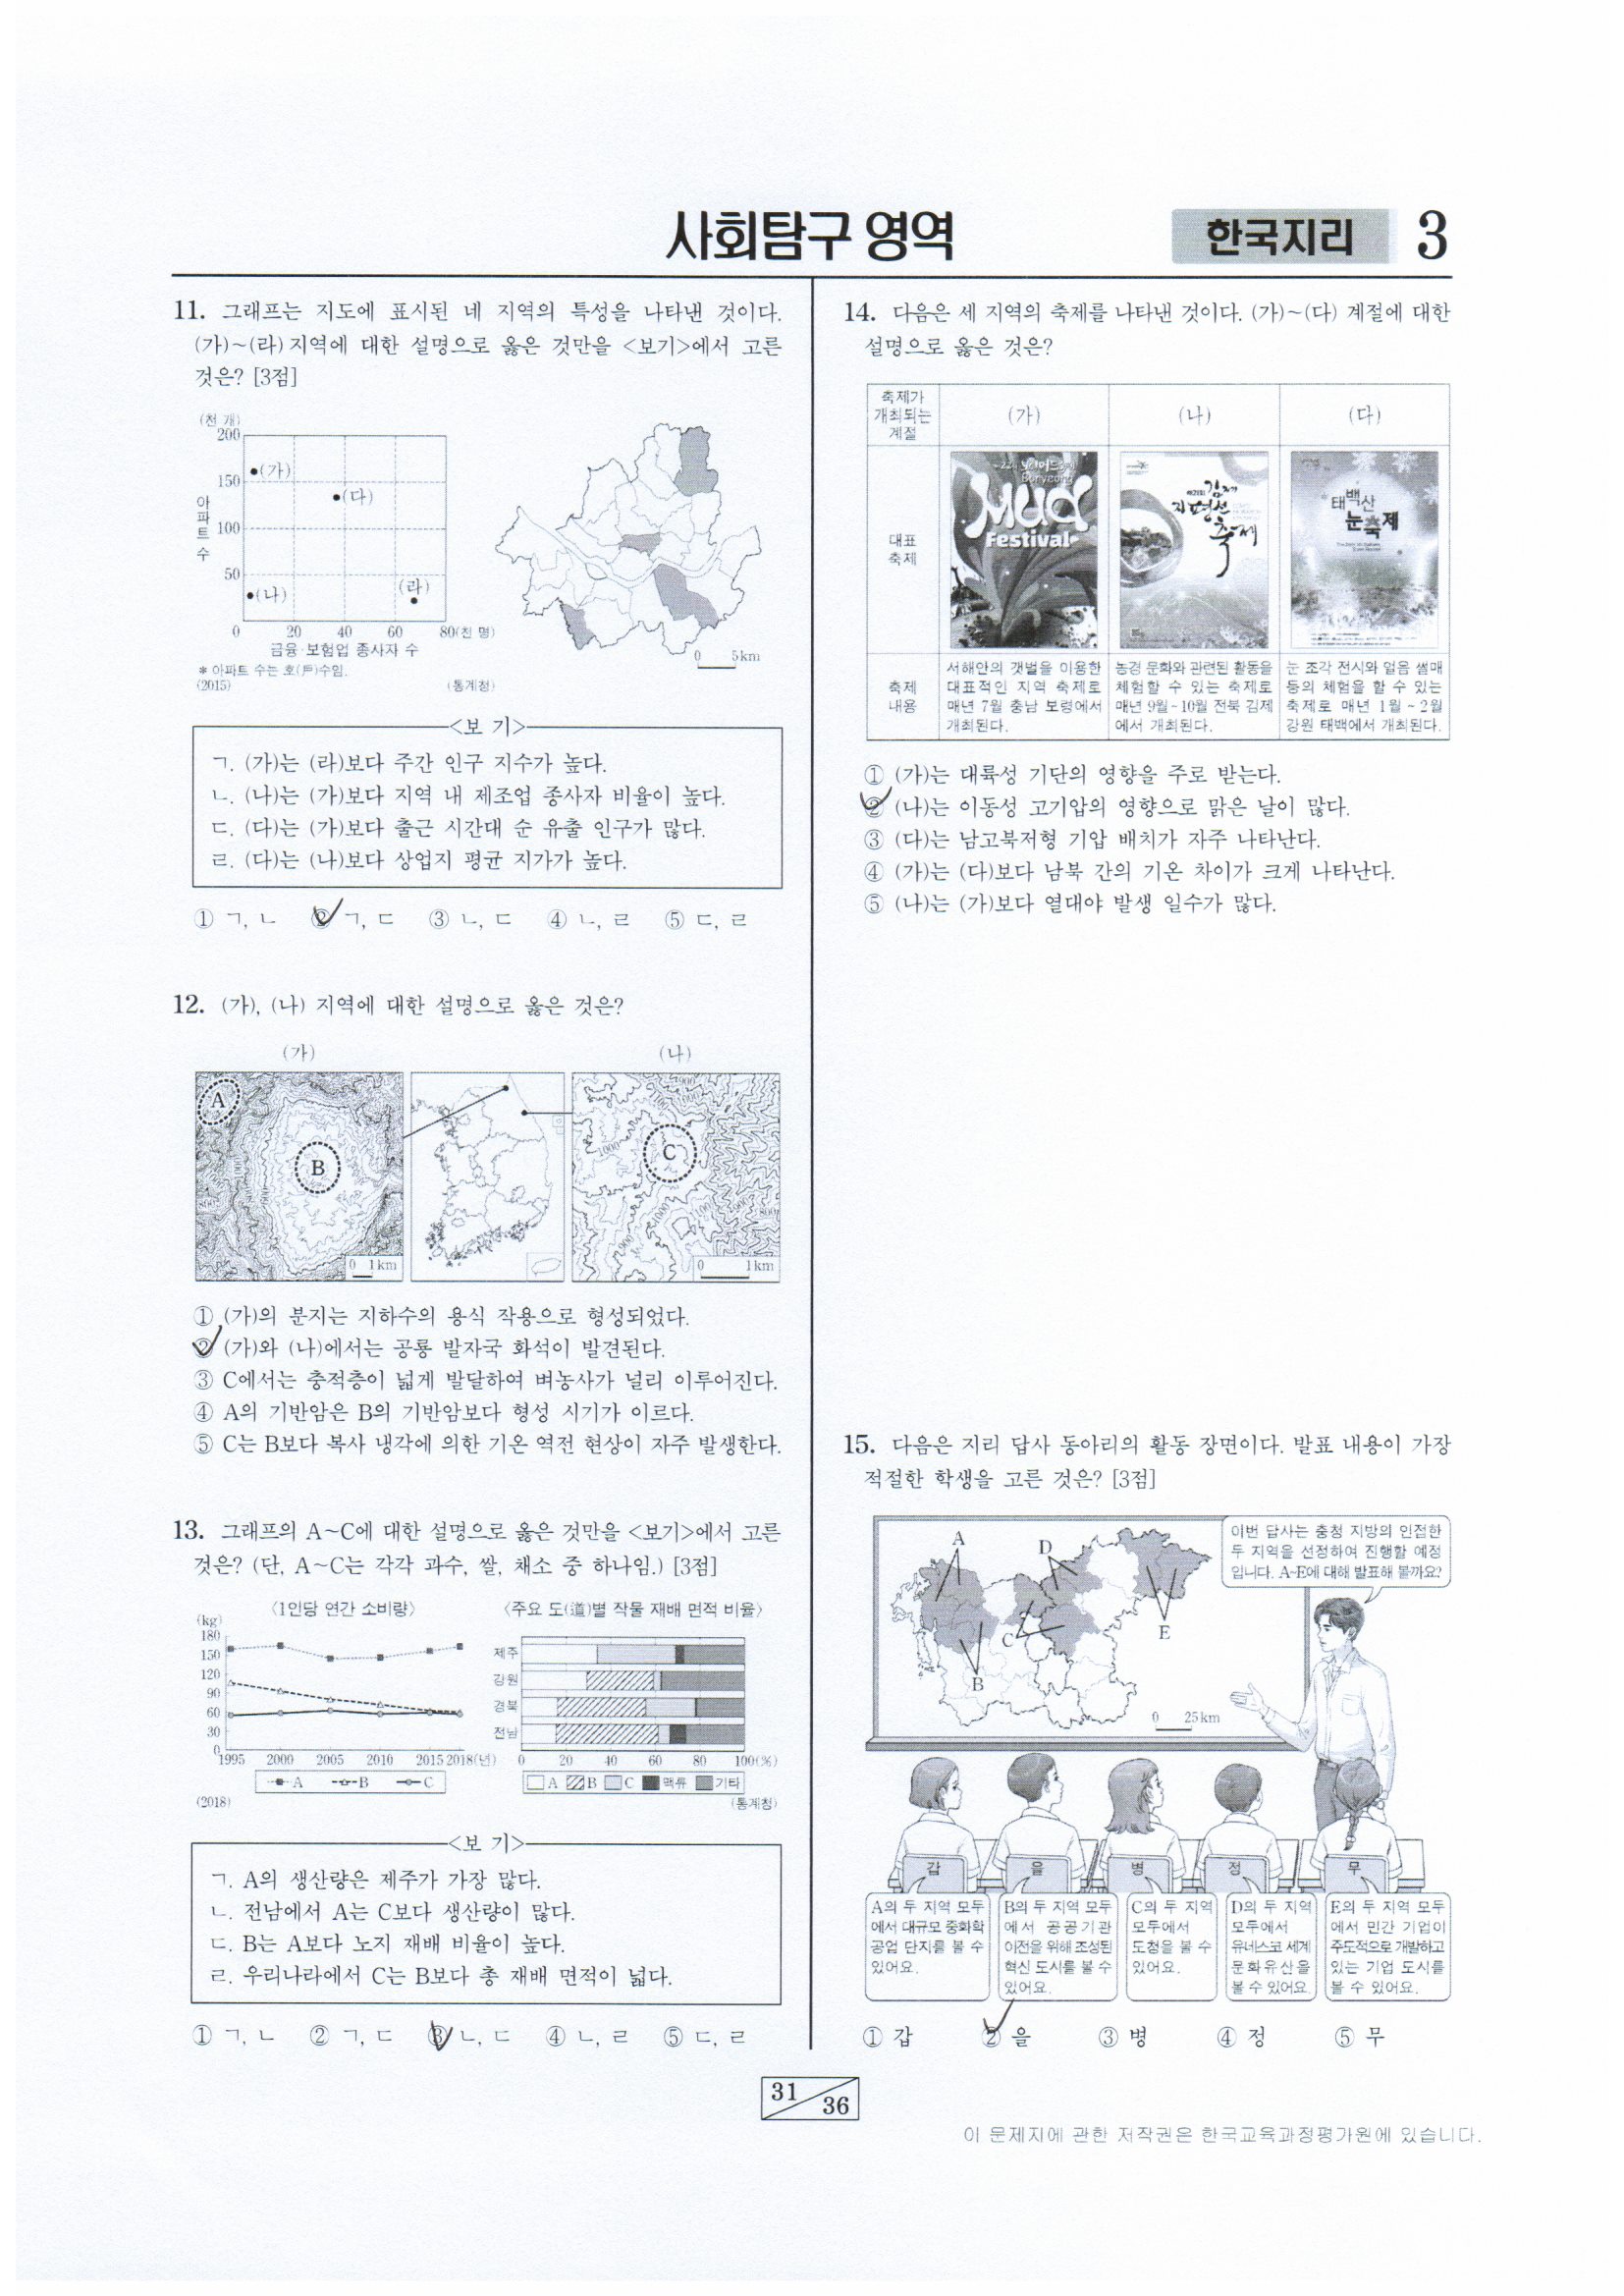 사회탐구 영역
한국지리
3
11. 그래프는 지도에 표시된 네 지역의 특성을 나타낸 것이다.
(가)~(라) 지역에 대한 설명으로 옳은 것만을 <보기>에서 고른
것은? [3점]
(천 개)
200
150
100
50
0
아파트 수
(가)
(다)
(나)
(라)
20 40 60 80(천 명)
금융·보험업 종사자 수
* 아파트 수는 호(戶)수임.
(2015) (통계청)
0 5km
<보 기>
ㄱ. (가)는 (라)보다 주간 인구 지수가 높다.
ㄴ. (나)는 (가)보다 지역 내 제조업 종사자 비율이 높다.
ㄷ. (다)는 (가)보다 출근 시간대 순 유출 인구가 많다.
ㄹ. (다)는 (나)보다 상업지 평균 지가가 높다.
① ㄱ, ㄴ ② ㄱ, ㄷ ③ ㄴ, ㄷ ④ ㄴ, ㄹ ⑤ ㄷ, ㄹ
12. (가), (나) 지역에 대한 설명으로 옳은 것은?
(가) (나)
A
B
C
1000
0 1km
0 1km
① (가)의 분지는 지하수의 용식 작용으로 형성되었다.
② (가)와 (나)에서는 공룡 발자국 화석이 발견된다.
③ C에서는 충적층이 넓게 발달하여 벼농사가 널리 이루어진다.
④ A의 기반암은 B의 기반암보다 형성 시기가 이르다.
⑤ C는 B보다 복사 냉각에 의한 기온 역전 현상이 자주 발생한다.
13. 그래프의 A~C에 대한 설명으로 옳은 것만을 <보기>에서 고른
것은? (단, A~C는 각각 과수, 쌀, 채소 중 하나임.) [3점]
<1인당 연간 소비량>
(kg)
180
150
120
90
60
30
0
1995 2000 2005 2010 2015 2018(년)
A B C
(2018)
<주요 도(道)별 작물 재배 면적 비율>
제주
강원
경북
전남
0 20 40 60 80 100(%)
A B C 맥류 기타
(통계청)
<보 기>
ㄱ. A의 생산량은 제주가 가장 많다.
ㄴ. 전남에서 A는 C보다 생산량이 많다.
ㄷ. B는 A보다 노지 재배 비율이 높다.
ㄹ. 우리나라에서 C는 B보다 총 재배 면적이 넓다.
① ㄱ, ㄴ ② ㄱ, ㄷ ③ ㄴ, ㄷ ④ ㄴ, ㄹ ⑤ ㄷ, ㄹ
14. 다음은 세 지역의 축제를 나타낸 것이다. (가)~(다) 계절에 대한
설명으로 옳은 것은?
축제가 개최되는 계절
(가) (나) (다)
대표 축제
Boryeong
Mud
Festival
김제
지평선
축제
태백산
눈축제
축제 내용
서해안의 갯벌을 이용한
대표적인 지역 축제로
매년 7월 충남 보령에서
개최된다.
농경 문화와 관련된 활동을
체험할 수 있는 축제로
매년 9월~10월 전북 김제
에서 개최된다.
눈 조각 전시와 얼음 썰매
등의 체험을 할 수 있는
축제로 매년 1월~2월
강원 태백에서 개최된다.
① (가)는 대륙성 기단의 영향을 주로 받는다.
② (나)는 이동성 고기압의 영향으로 맑은 날이 많다.
③ (다)는 남고북저형 기압 배치가 자주 나타난다.
④ (가)는 (다)보다 남북 간의 기온 차이가 크게 나타난다.
⑤ (나)는 (가)보다 열대야 발생 일수가 많다.
15. 다음은 지리 답사 동아리의 활동 장면이다. 발표 내용이 가장
적절한 학생을 고른 것은? [3점]
A
D
C
B
E
0 25km
이번 답사는 충청 지방의 인접한
두 지역을 선정하여 진행할 예정
입니다. A~E에 대해 발표해 볼까요?
갑 을 병 정 무
A의 두 지역 모두
에서 대규모 중화학
공업 단지를 볼 수
있어요.
B의 두 지역 모두
에서 공공기관
이전을 위해 조성된
혁신 도시를 볼 수
있어요.
C의 두 지역
모두에서
도청을 볼 수
있어요.
D의 두 지역
모두에서
유네스코 세계
문화유산을
볼 수 있어요.
E의 두 지역 모두
에서 민간 기업이
주도적으로 개발하고
있는 기업 도시를
볼 수 있어요.
① 갑 ② 을 ③ 병 ④ 정 ⑤ 무
31
36
이 문제지에 관한 저작권은 한국교육과정평가원에 있습니다.